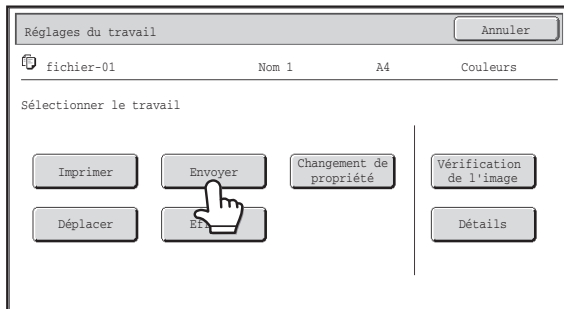 Réglages du travail
Annuler
fichier-01 Nom 1 A4 Couleurs
Sélectionner le travail
Imprimer
Envoyer
Changement de
propriété
Vérification
de l'image
Déplacer
Détails